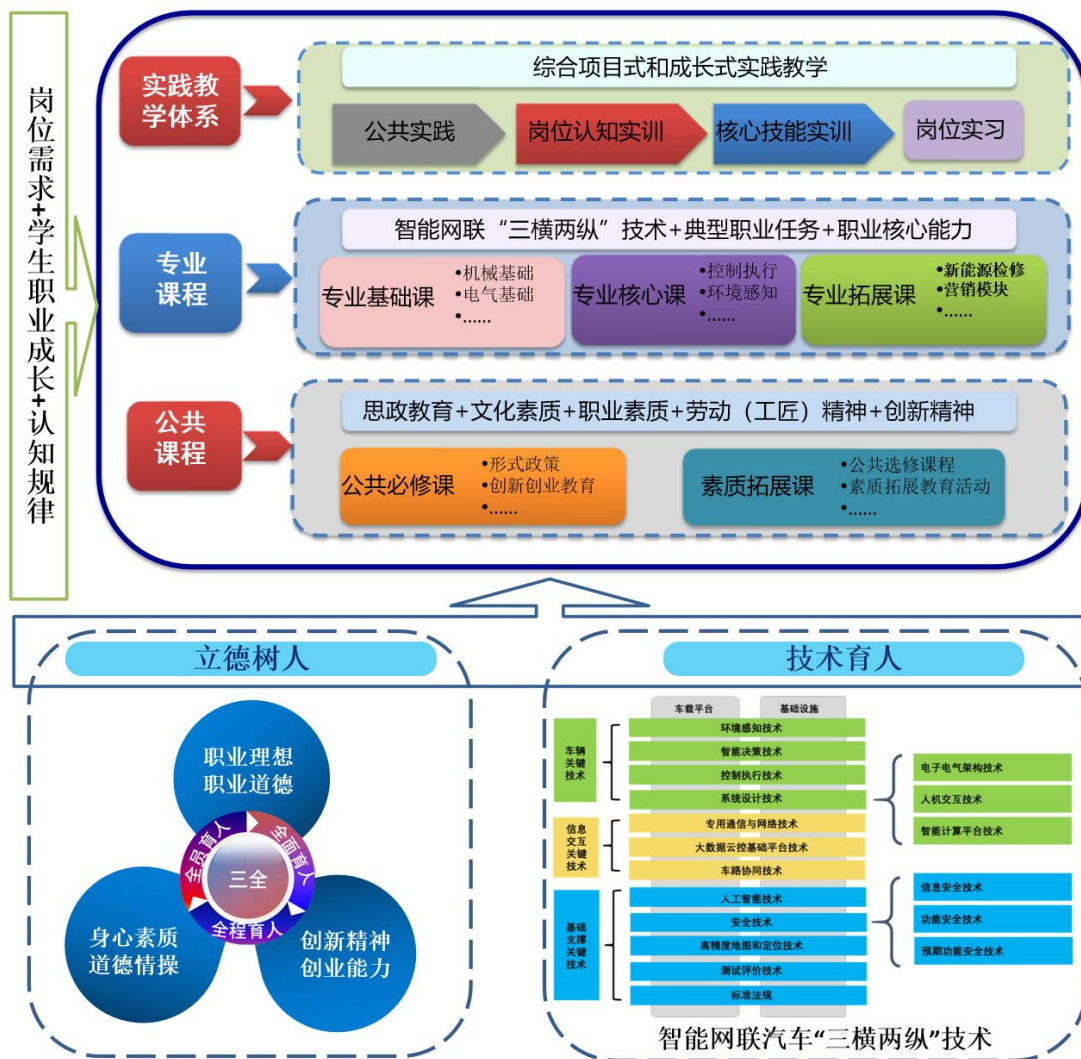 岗位需求+学生职业成长+认知规律
实践教
学体系
综合项目式和成长式实践教学
公共实践
岗位认知实训
核心技能实训
岗位实习
专业
课程
智能网联“三横两纵”技术+典型职业任务+职业核心能力
专业基础课
•机械基础
•电气基础
•......
专业核心课
•控制执行
•环境感知
•......
专业拓展课
•新能源检修
•营销模块
•......
公共
课程
思政教育+文化素质+职业素质+劳动（工匠）精神+创新精神
公共必修课
•形式政策
•创新创业教育
•......
素质拓展课
•公共选修课程
•素质拓展教育活动
•......
立德树人
职业理想
职业道德
全员育人
全面育人
三全
全程育人
身心素质
道德情操
创新精神
创业能力
技术育人
车载平台
基础设施
车辆
关键
技术
环境感知技术
智能决策技术
控制执行技术
系统设计技术
电子电气架构技术
人机交互技术
智能计算平台技术
信息
交互
关键
技术
专用通信与网络技术
大数据云控基础平台技术
车路协同技术
基础
支撑
关键
技术
人工智能技术
安全技术
高精度地图和定位技术
测试评价技术
标准法规
信息安全技术
功能安全技术
预期功能安全技术
智能网联汽车“三横两纵”技术